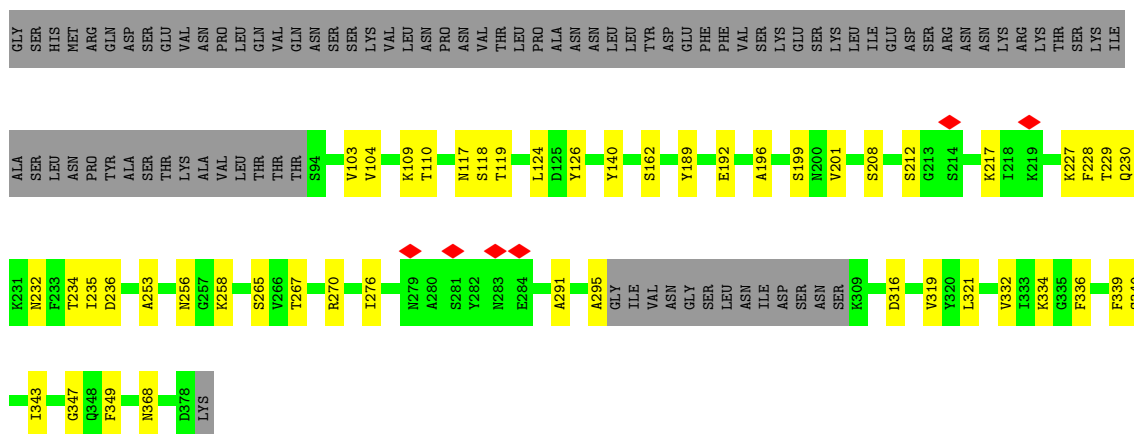 GLY SER HIS MET ARG GLN ASP SER GLU VAL ASN PRO LEU GLN VAL GLN ASN SER SER LYS VAL LEU ASN PRO ASN VAL THR LEU PRO ALA ASN ASN LEU LEU TYR ASP GLU PHE PHE VAL SER LYS GLU SER LYS LEU ILE GLU ASP SER ARG ASN ASN LYS ARG LYS THR SER LYS ILE
ALA SER LEU ASN PRO TYR ALA SER THR LYS ALA VAL LEU THR THR THR S94 V103 V104 K109 T110 N117 S118 T119 L124 D125 Y126 Y140 S162 Y189 E192 A196 S199 N200 V201 S208 S212 G213 S214 K217 I218 K219 K227 F228 T229 Q230
K231 N232 F233 T234 I235 D236 A253 N256 G257 K258 S265 V266 T267 R270 I276 N279 A280 S281 Y282 N283 E284 A291 A295 GLY ILE VAL ASN GLY SER LEU ASN ILE ASP SER ASN SER K309 D316 V319 Y320 L321 V332 I333 K334 G335 F336 F339
I343 G347 Q348 F349 N368 D378 LYS